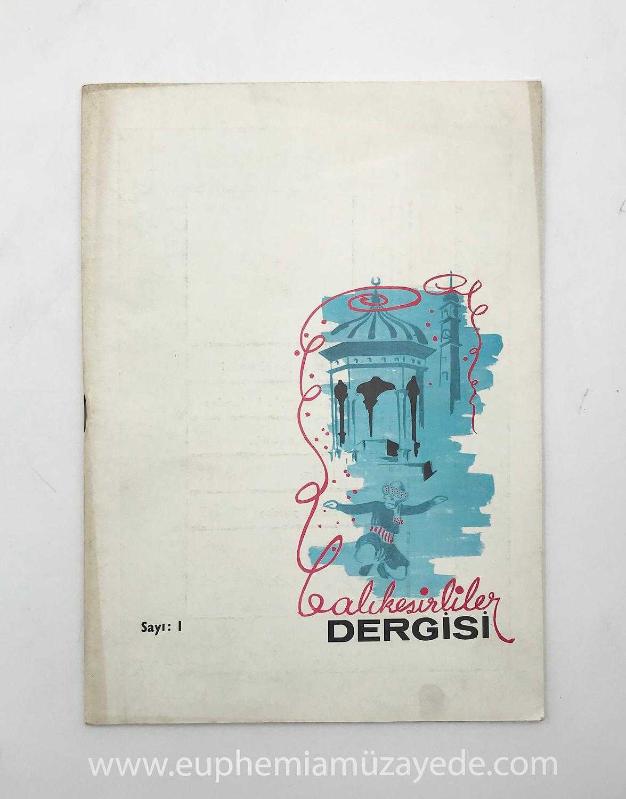 balıkesirliler
DERGİSİ
Sayı: 1
www.euphemiamüzayede.com